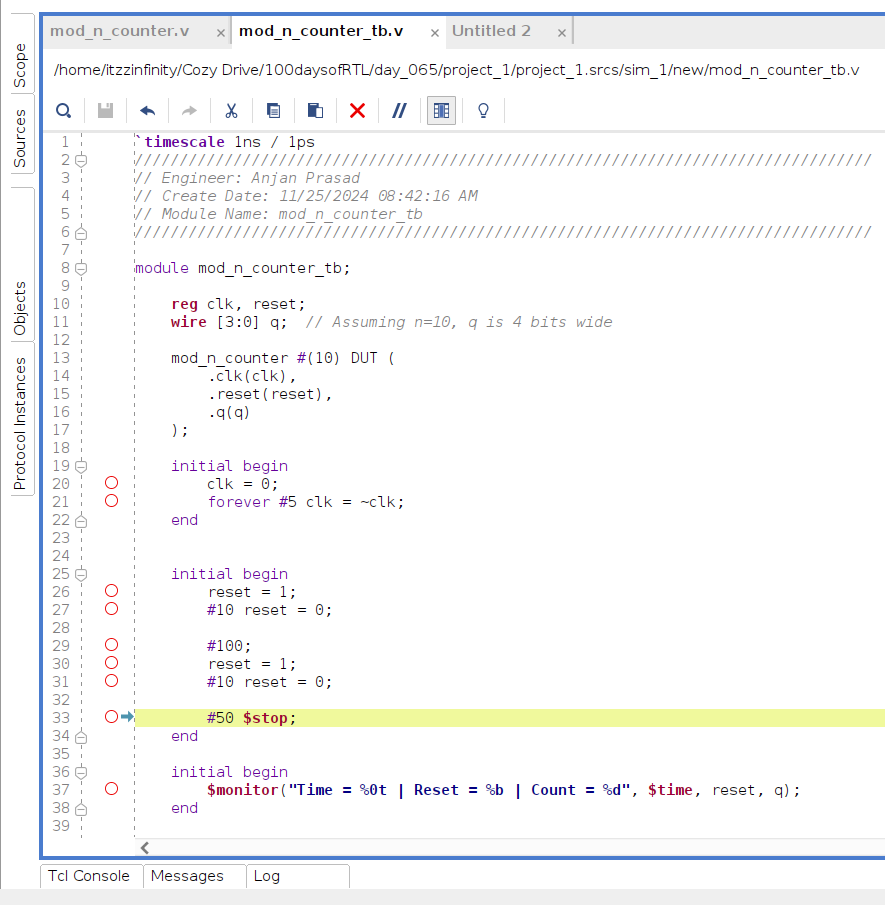 mod_n_counter.v × mod_n_counter_tb.v × Untitled 2 ×
/home/itzzinfinity/Cozy Drive/100daysofRTL/day_065/project_1/project_1.srcs/sim_1/new/mod_n_counter_tb.v
Scope
Sources
Objects
Protocol Instances
1 `timescale 1ns / 1ps
2 //////////////////////////////////////////////////////////////////////////////////
3 // Engineer: Anjan Prasad
4 // Create Date: 11/25/2024 08:42:16 AM
5 // Module Name: mod_n_counter_tb
6 //////////////////////////////////////////////////////////////////////////////////
7
8 module mod_n_counter_tb;
9
10     reg clk, reset;
11     wire [3:0] q;  // Assuming n=10, q is 4 bits wide
12
13     mod_n_counter #(10) DUT (
14         .clk(clk),
15         .reset(reset),
16         .q(q)
17     );
18
19     initial begin
20         clk = 0;
21         forever #5 clk = ~clk;
22     end
23
24
25     initial begin
26         reset = 1;
27         #10 reset = 0;
28
29         #100;
30         reset = 1;
31         #10 reset = 0;
32
33         #50 $stop;
34     end
35
36     initial begin
37         $monitor("Time = %0t | Reset = %b | Count = %d", $time, reset, q);
38     end
39
Tcl Console Messages Log